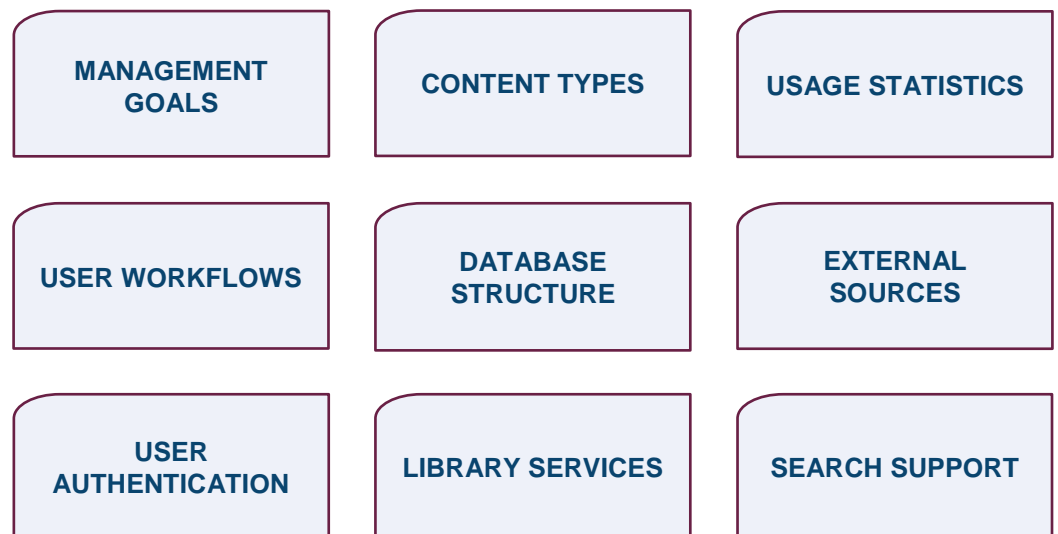 MANAGEMENT
GOALS
CONTENT TYPES
USAGE STATISTICS
USER WORKFLOWS
DATABASE
STRUCTURE
EXTERNAL
SOURCES
USER
AUTHENTICATION
LIBRARY SERVICES
SEARCH SUPPORT